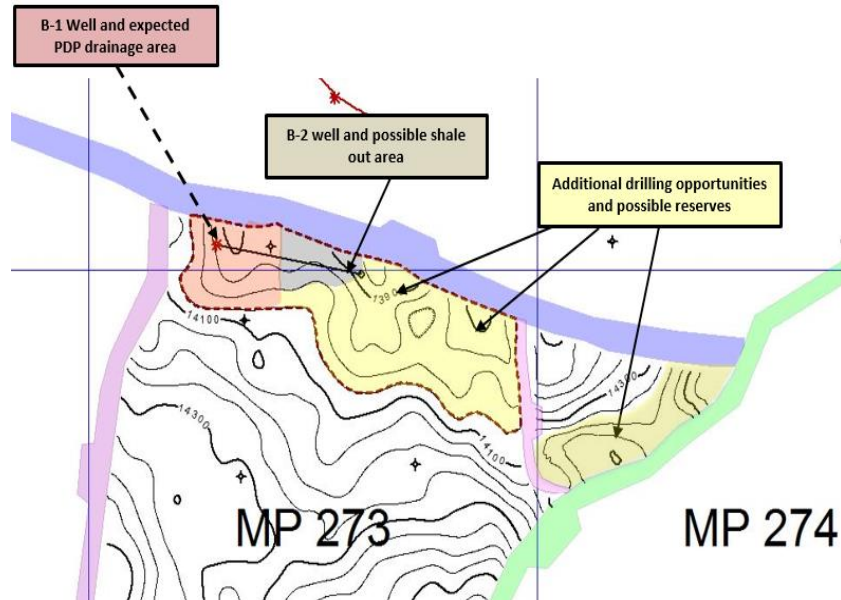 B-1 Well and expected
PDP drainage area
B-2 well and possible shale
out area
Additional drilling opportunities
and possible reserves
1390
14100
14300
14300
14100
MP 273
MP 274